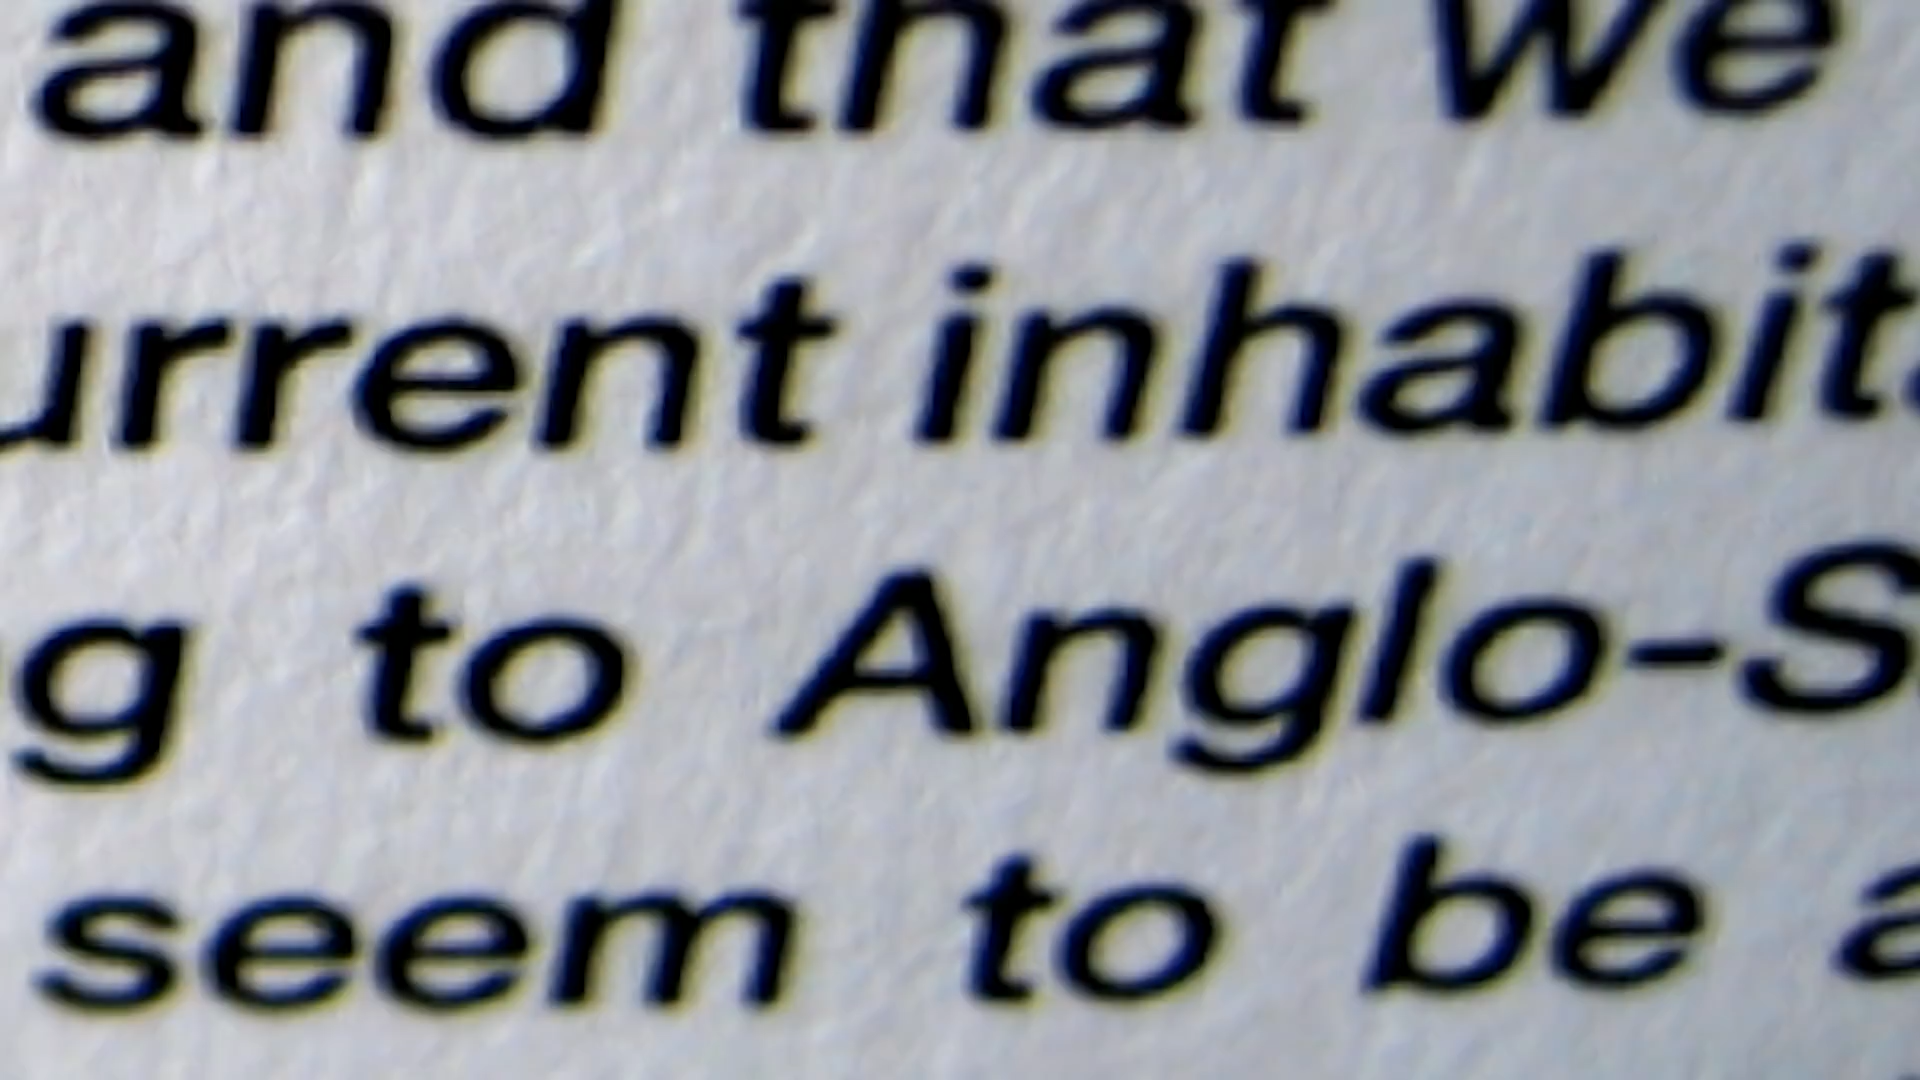 and that we
urrent inhabit
g to Anglo-S
seem to be a